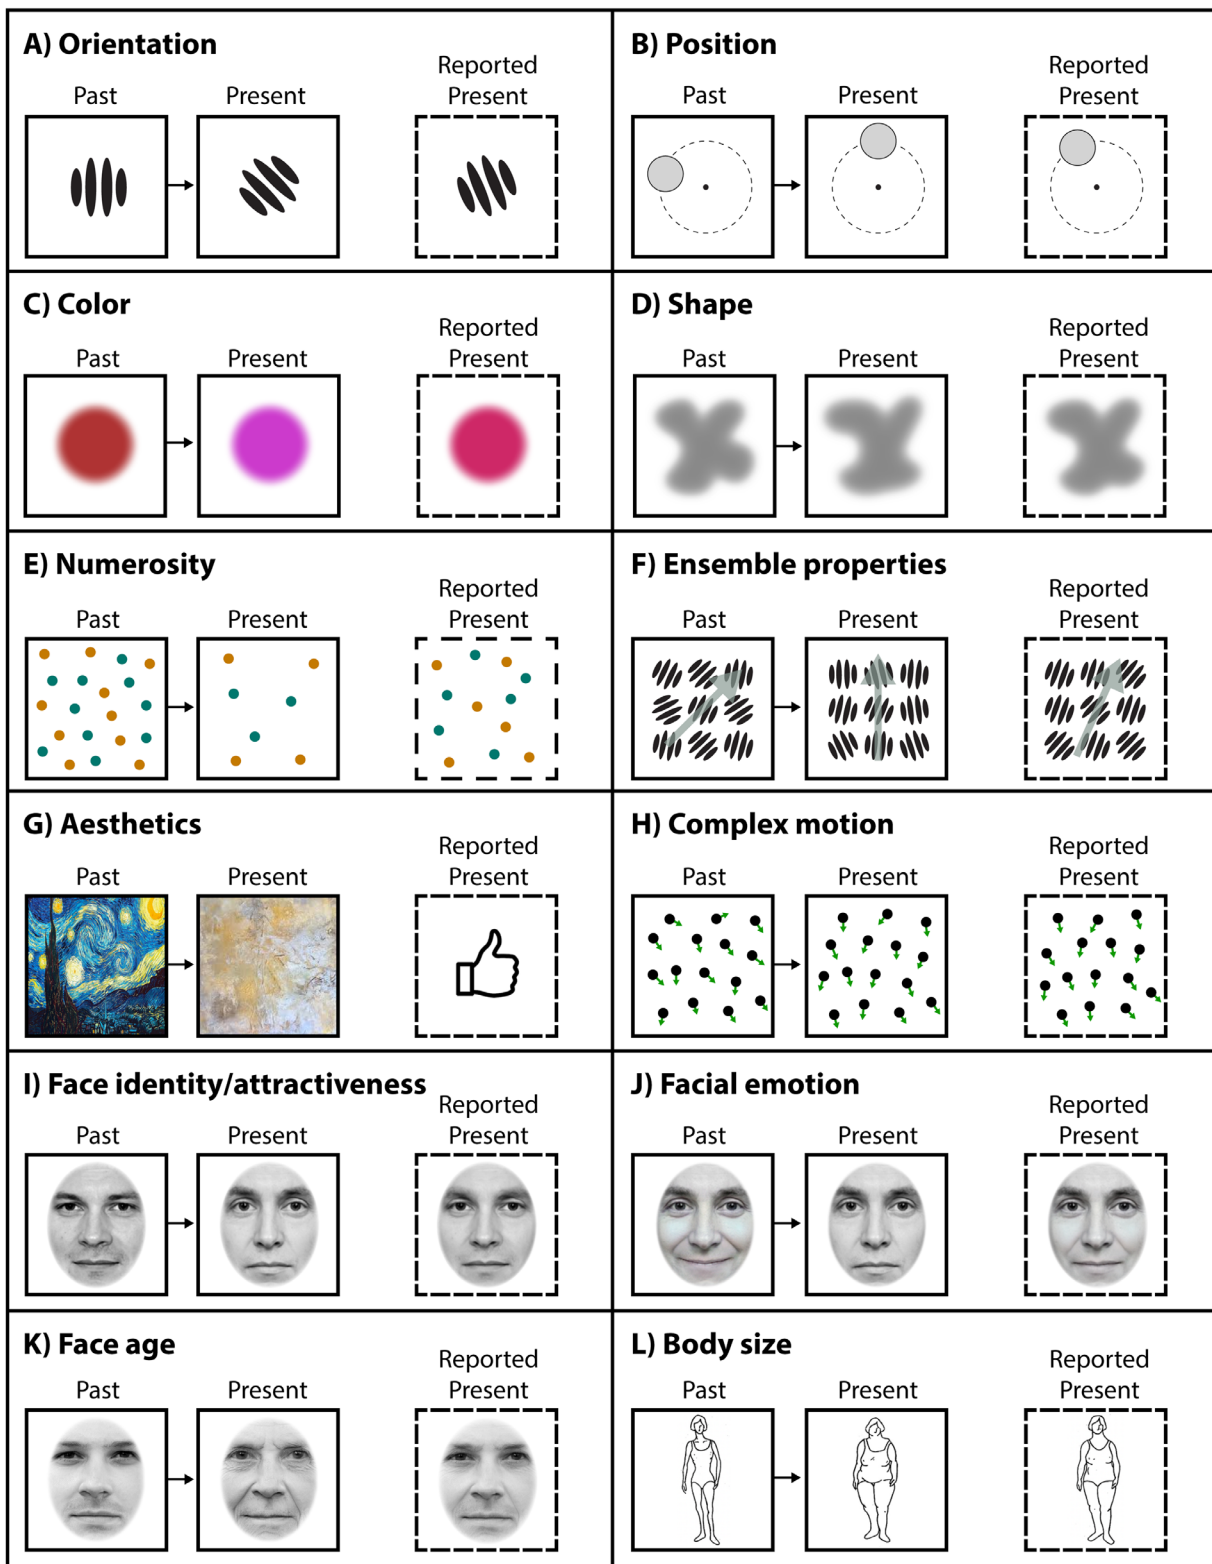 A) Orientation
Past
Present
Reported
Present
B) Position
Past
Present
Reported
Present
C) Color
Past
Present
Reported
Present
D) Shape
Past
Present
Reported
Present
E) Numerosity
Past
Present
Reported
Present
F) Ensemble properties
Past
Present
Reported
Present
G) Aesthetics
Past
Present
Reported
Present
H) Complex motion
Past
Present
Reported
Present
I) Face identity/attractiveness
Past
Present
Reported
Present
J) Facial emotion
Past
Present
Reported
Present
K) Face age
Past
Present
Reported
Present
L) Body size
Past
Present
Reported
Present